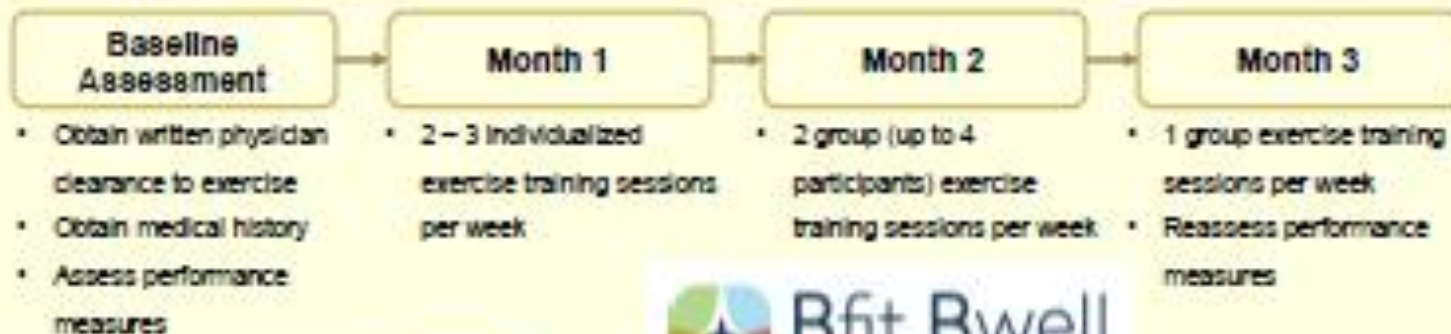 Baseline
Assessment
• Obtain written physician
clearance to exercise
• Obtain medical history
• Assess performance
measures
Month 1
• 2 – 3 individualized
exercise training sessions
per week
Month 2
• 2 group (up to 4
participants) exercise
training sessions per week
Month 3
• 1 group exercise training
sessions per week
• Reassess performance
measures
Bfit Bwell